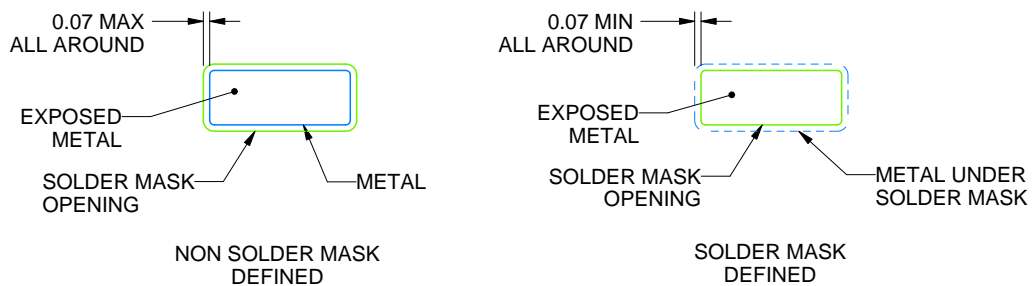 0.07 MAX
ALL AROUND
EXPOSED
METAL
SOLDER MASK
OPENING
METAL
NON SOLDER MASK
DEFINED
0.07 MIN
ALL AROUND
EXPOSED
METAL
SOLDER MASK
OPENING
METAL UNDER
SOLDER MASK
SOLDER MASK
DEFINED